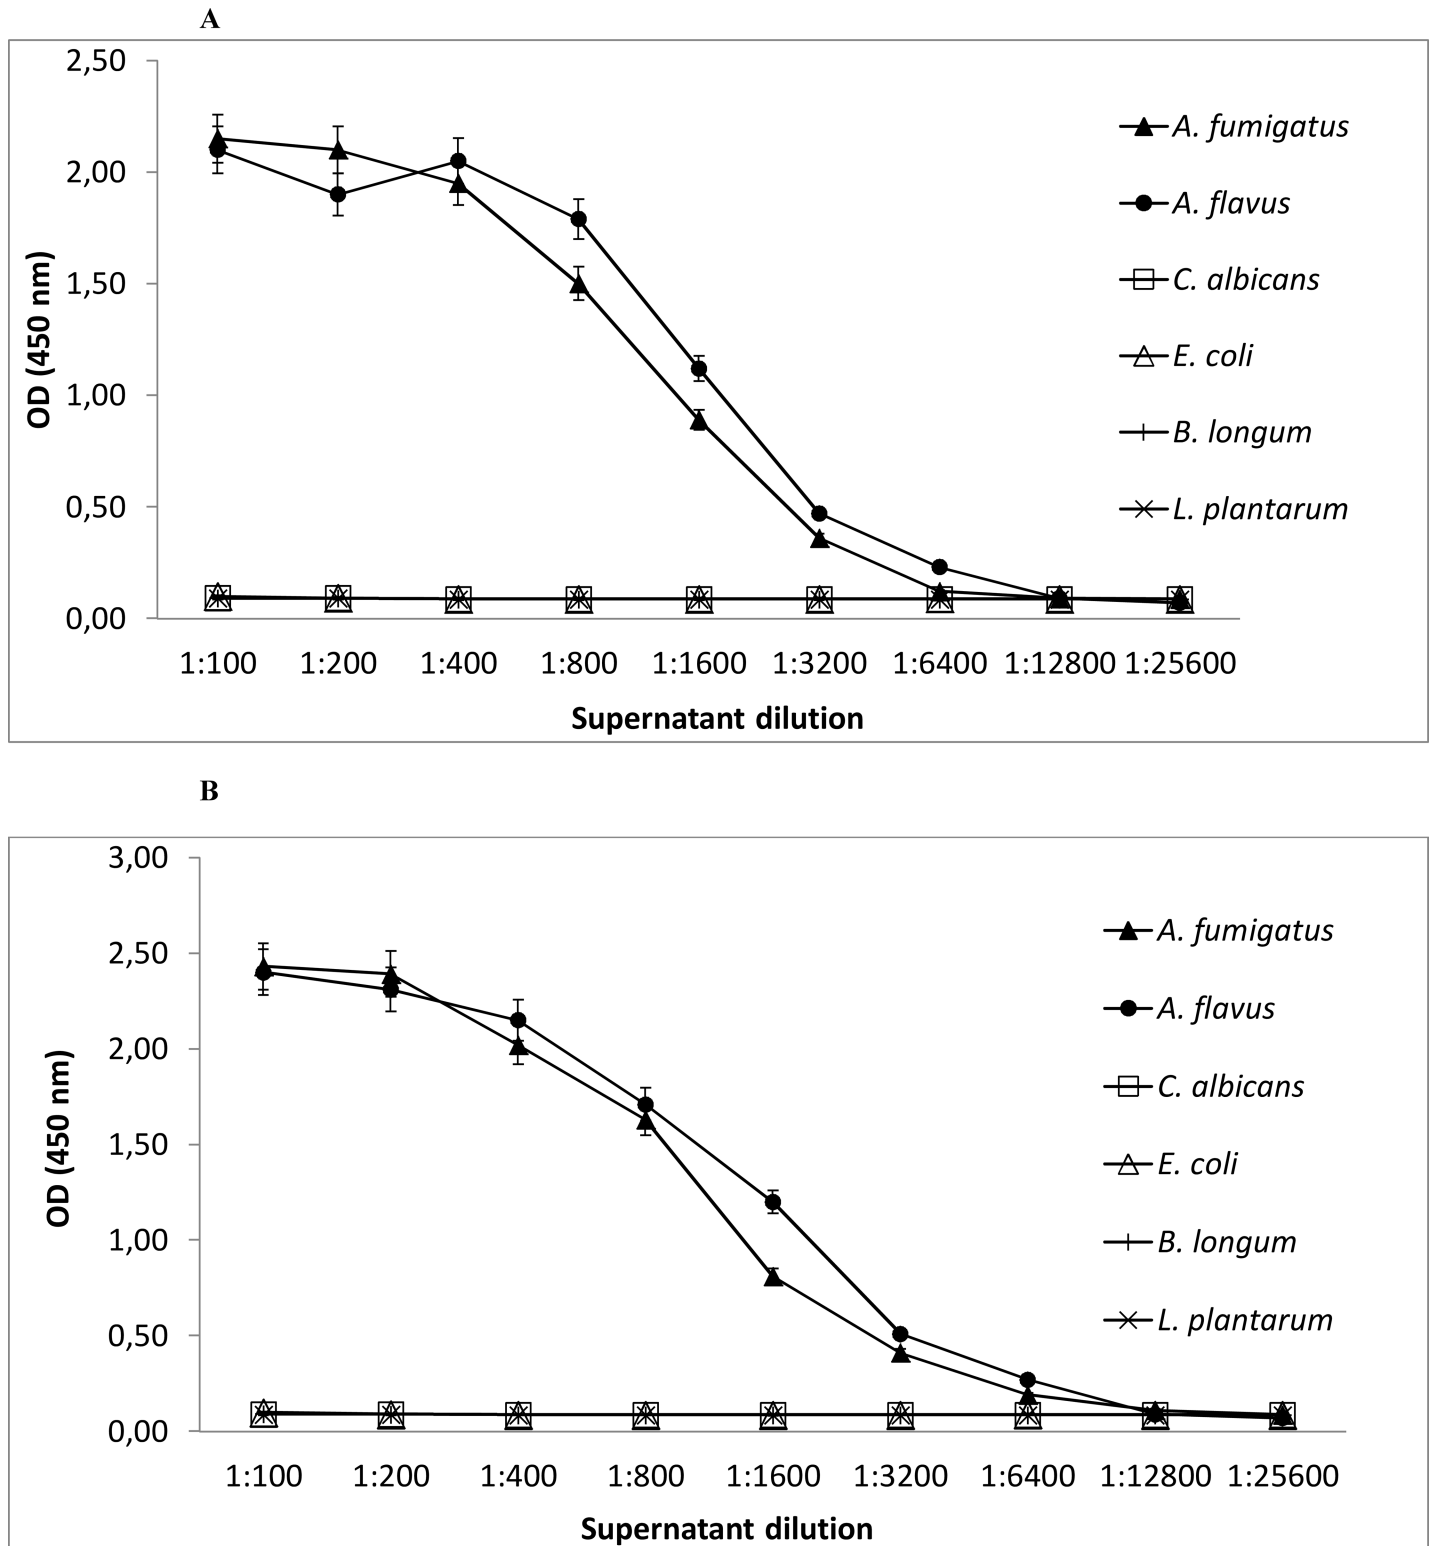 A
2,50
2,00
1,50
1,00
0,50
0,00
OD (450 nm)
A. fumigatus
A. flavus
C. albicans
E. coli
B. longum
L. plantarum
1:100 1:200 1:400 1:800 1:1600 1:3200 1:6400 1:12800 1:25600
Supernatant dilution
B
3,00
2,50
2,00
1,50
1,00
0,50
0,00
OD (450 nm)
A. fumigatus
A. flavus
C. albicans
E. coli
B. longum
L. plantarum
1:100 1:200 1:400 1:800 1:1600 1:3200 1:6400 1:12800 1:25600
Supernatant dilution